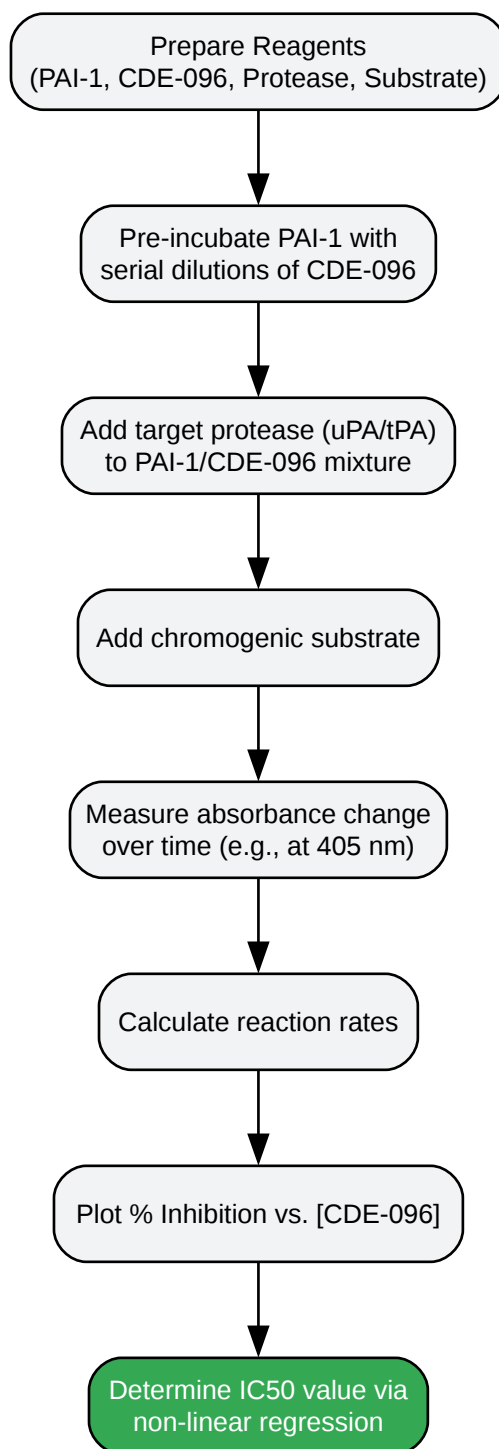 Prepare Reagents
(PAI-1, CDE-096, Protease, Substrate)
Pre-incubate PAI-1 with
serial dilutions of CDE-096
Add target protease (uPA/tPA)
to PAI-1/CDE-096 mixture
Add chromogenic substrate
Measure absorbance change
over time (e.g., at 405 nm)
Calculate reaction rates
Plot % Inhibition vs. [CDE-096]
Determine IC50 value via
non-linear regression